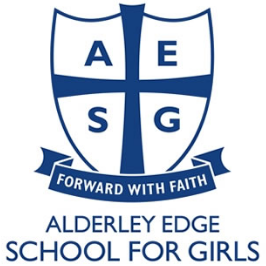 A E
S G
FORWARD WITH FAITH
ALDERLEY EDGE
SCHOOL FOR GIRLS